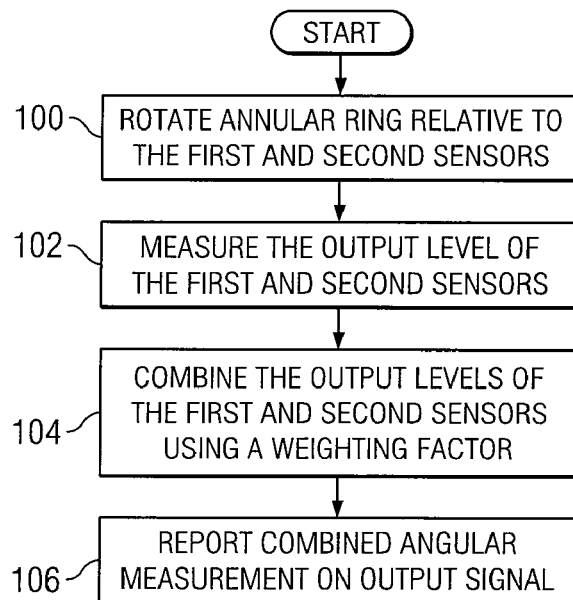 START
100
ROTATE ANNULAR RING RELATIVE TO
THE FIRST AND SECOND SENSORS
102
MEASURE THE OUTPUT LEVEL OF
THE FIRST AND SECOND SENSORS
104
COMBINE THE OUTPUT LEVELS OF
THE FIRST AND SECOND SENSORS
USING A WEIGHTING FACTOR
106
REPORT COMBINED ANGULAR
MEASUREMENT ON OUTPUT SIGNAL